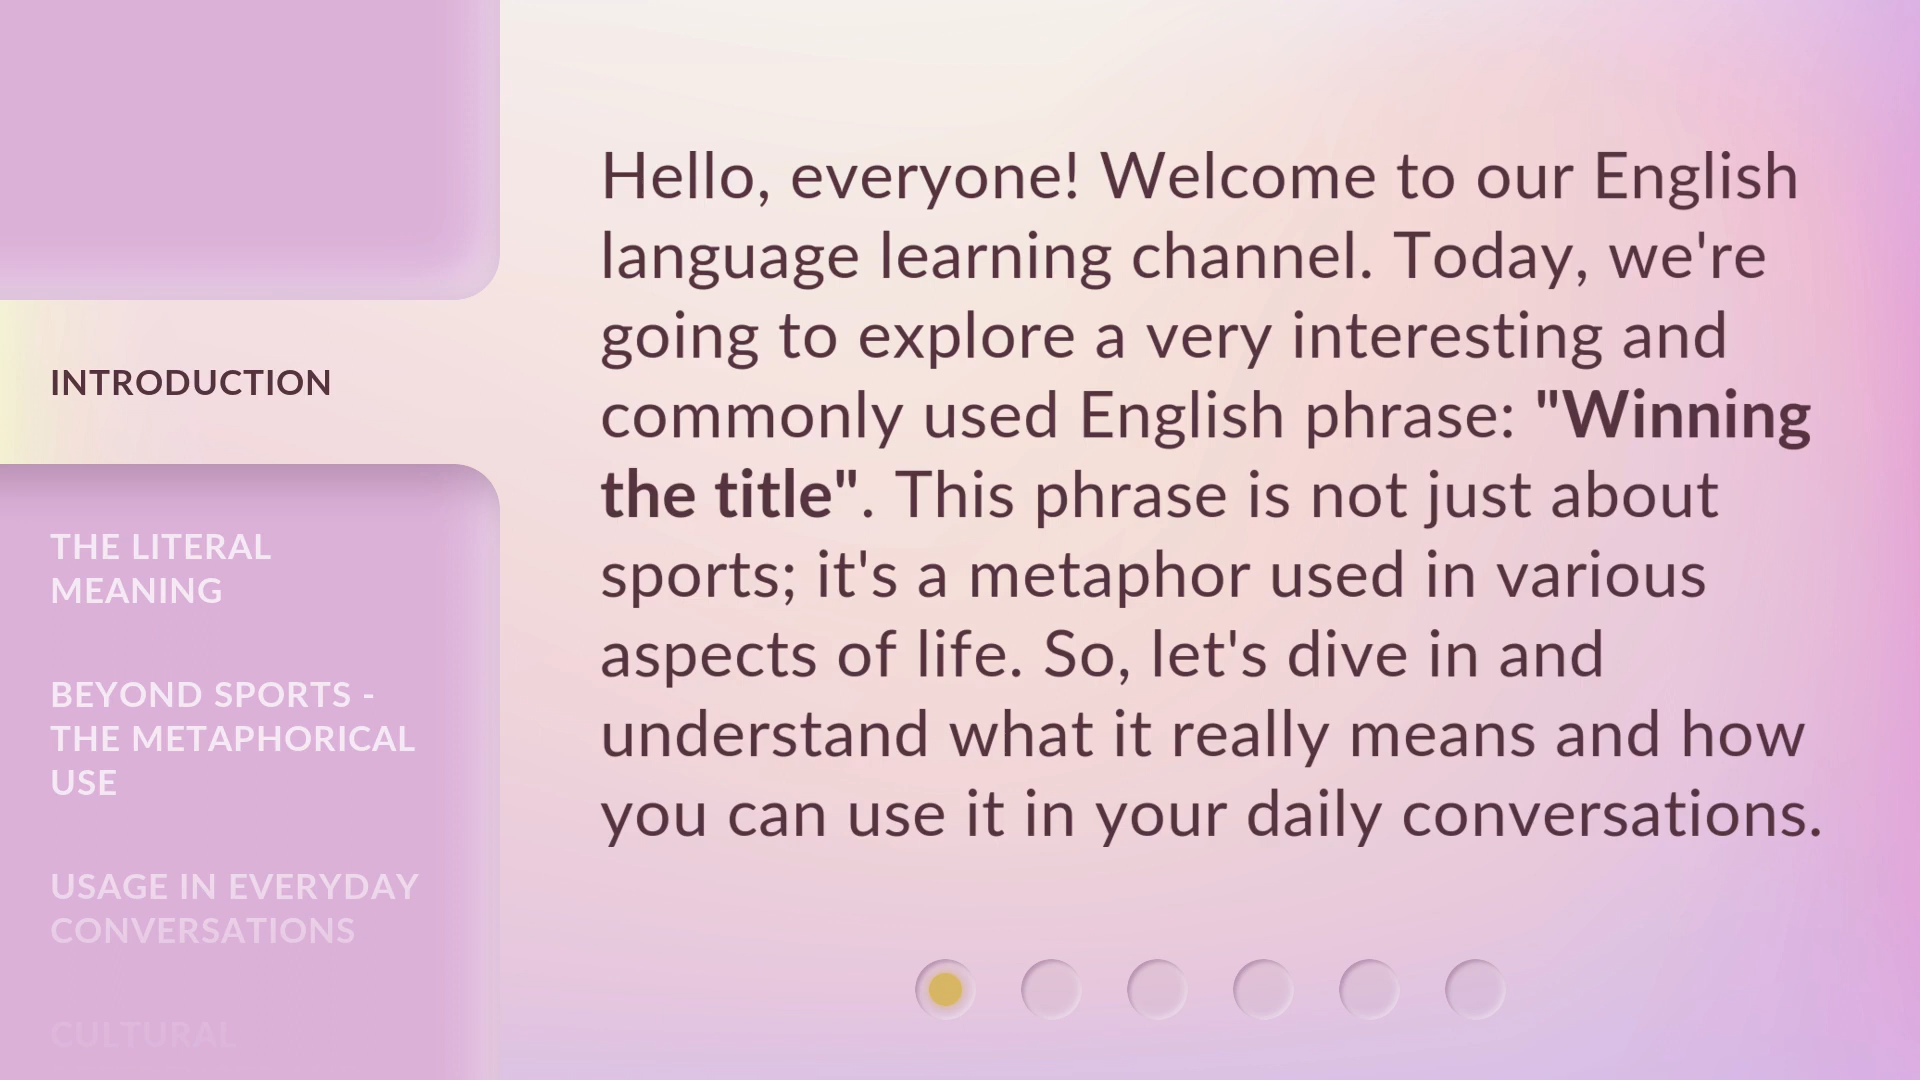 INTRODUCTION
THE LITERAL
MEANING
BEYOND SPORTS -
THE METAPHORICAL
USE
USAGE IN EVERYDAY
CONVERSATIONS
CULTURAL
Hello, everyone! Welcome to our English
language learning channel. Today, we're
going to explore a very interesting and
commonly used English phrase: "Winning
the title". This phrase is not just about
sports; it's a metaphor used in various
aspects of life. So, let's dive in and
understand what it really means and how
you can use it in your daily conversations.